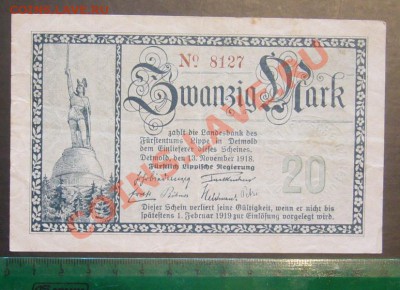 COINS.LAVE.RU
No 8127
Zwanzig Mark
zahlt die Landesbank des
Fürstentums Lippe in Detmold
dem Einlieferer dieses Scheines.
Detmold, den 13. November 1918.
Fürstlich Lippische Regierung
20
Dieser Schein verliert seine Gültigkeit, wenn er nicht bis
spätestens 1. Februar 1919 zur Einlösung vorgelegt wird.
COINS.LAVE.RU